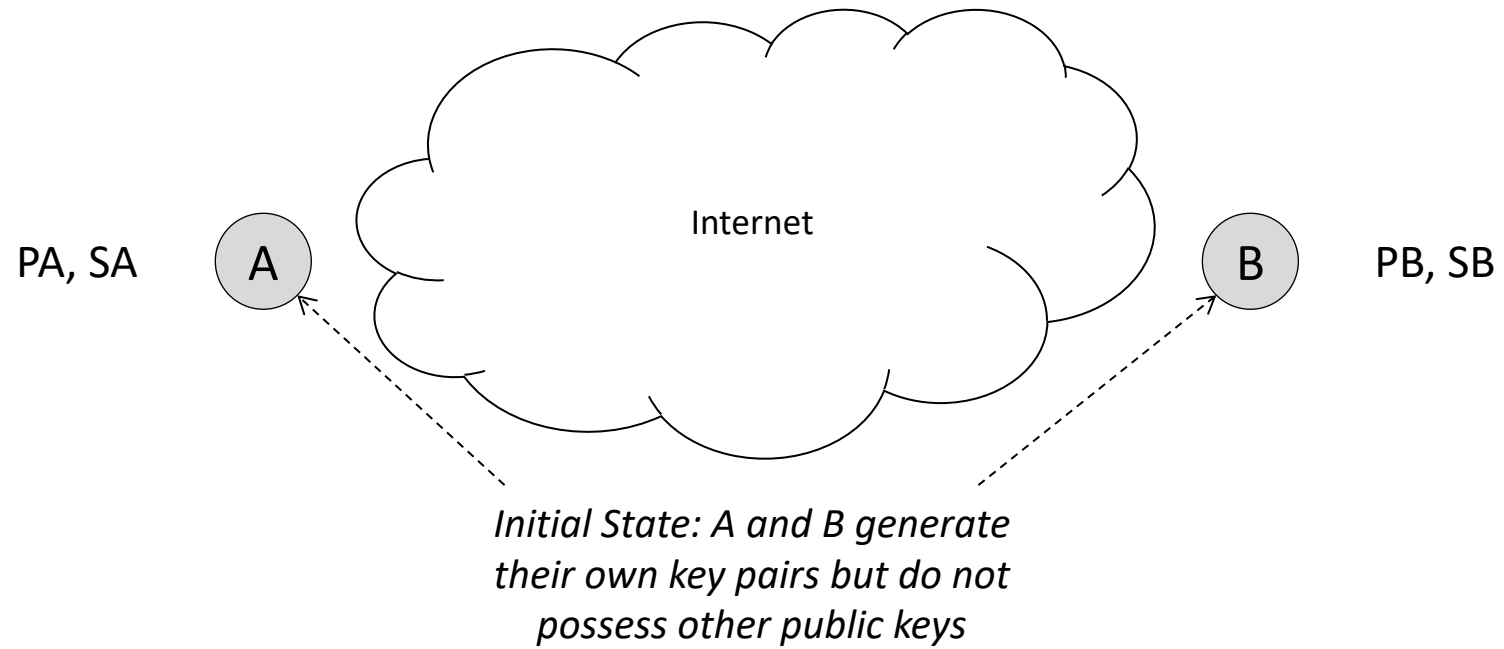 Internet
PA, SA
A
B
PB, SB
Initial State: A and B generate
their own key pairs but do not
possess other public keys